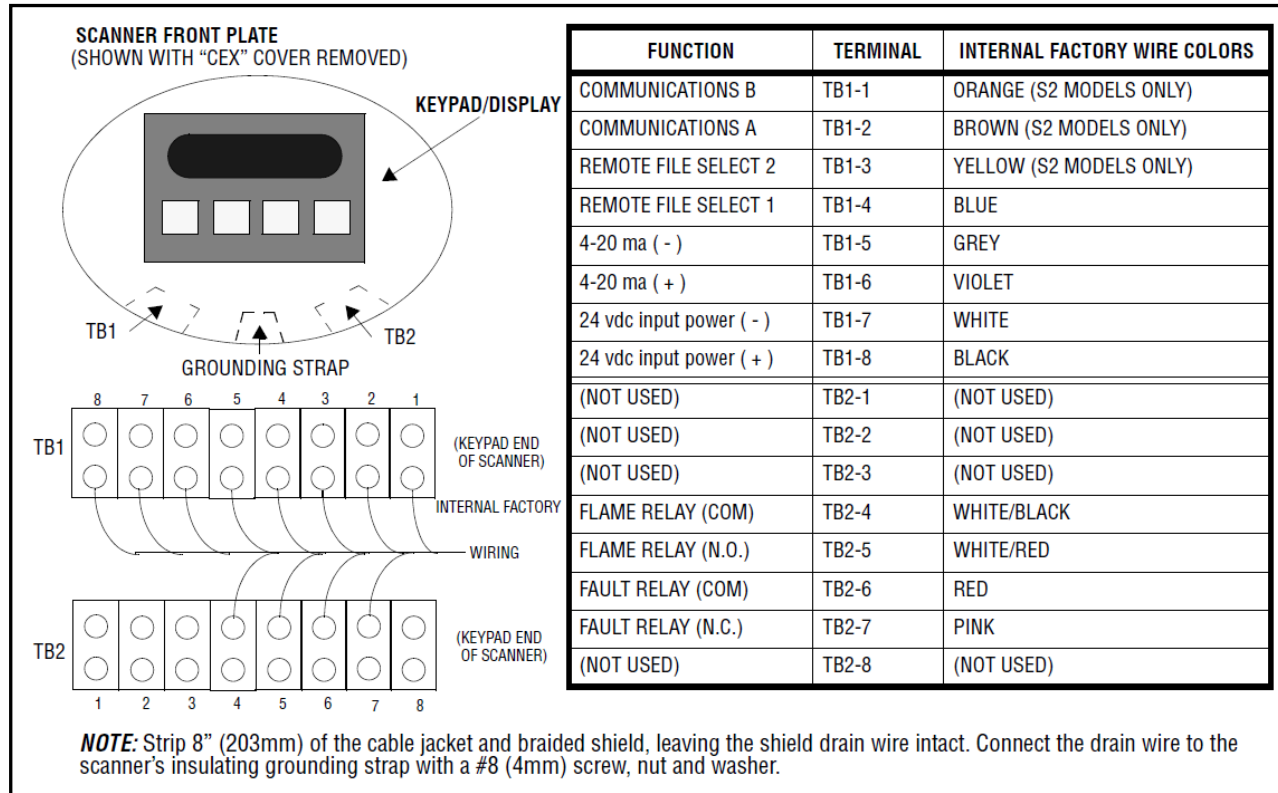 SCANNER FRONT PLATE
(SHOWN WITH “CEX” COVER REMOVED)
KEYPAD/DISPLAY
TB1
TB2
GROUNDING STRAP
8 7 6 5 4 3 2 1
TB1
(KEYPAD END
OF SCANNER)
INTERNAL FACTORY
WIRING
TB2
(KEYPAD END
OF SCANNER)
1 2 3 4 5 6 7 8
FUNCTION TERMINAL INTERNAL FACTORY WIRE COLORS
COMMUNICATIONS B TB1-1 ORANGE (S2 MODELS ONLY)
COMMUNICATIONS A TB1-2 BROWN (S2 MODELS ONLY)
REMOTE FILE SELECT 2 TB1-3 YELLOW (S2 MODELS ONLY)
REMOTE FILE SELECT 1 TB1-4 BLUE
4-20 ma ( - ) TB1-5 GREY
4-20 ma ( + ) TB1-6 VIOLET
24 vdc input power ( - ) TB1-7 WHITE
24 vdc input power ( + ) TB1-8 BLACK
(NOT USED) TB2-1 (NOT USED)
(NOT USED) TB2-2 (NOT USED)
(NOT USED) TB2-3 (NOT USED)
FLAME RELAY (COM) TB2-4 WHITE/BLACK
FLAME RELAY (N.O.) TB2-5 WHITE/RED
FAULT RELAY (COM) TB2-6 RED
FAULT RELAY (N.C.) TB2-7 PINK
(NOT USED) TB2-8 (NOT USED)
NOTE: Strip 8” (203mm) of the cable jacket and braided shield, leaving the shield drain wire intact. Connect the drain wire to the
scanner’s insulating grounding strap with a #8 (4mm) screw, nut and washer.